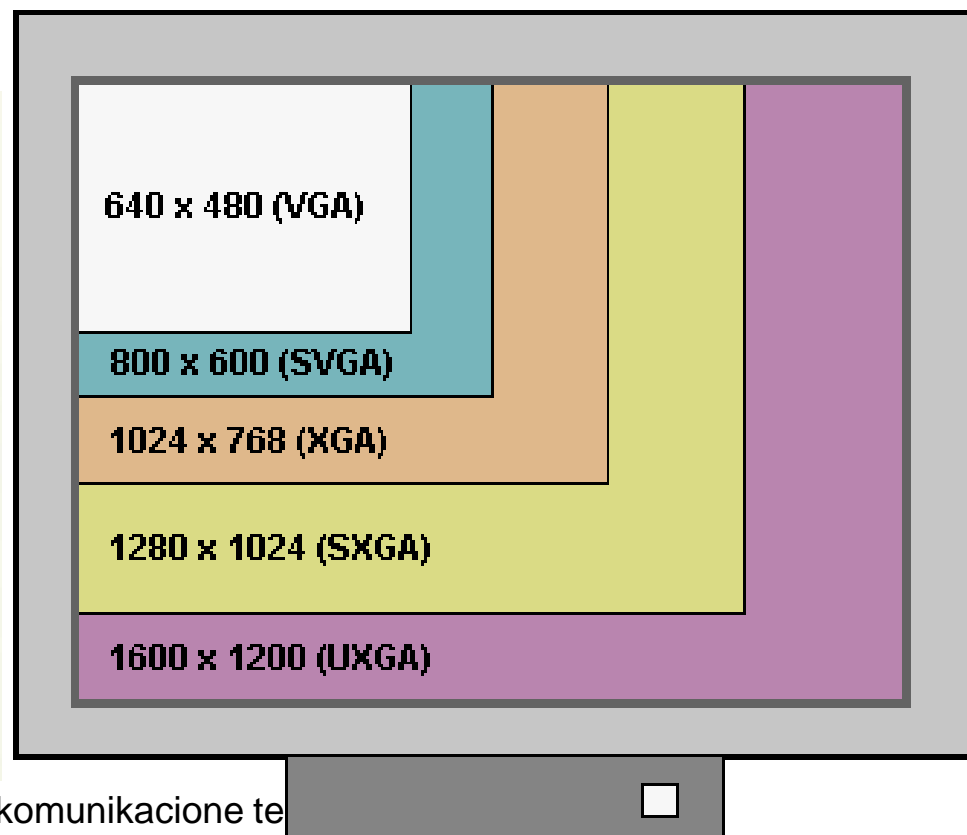 640 x 480 (VGA)
800 x 600 (SVGA)
1024 x 768 (XGA)
1280 x 1024 (SXGA)
1600 x 1200 (UXGA)
komunikacione te